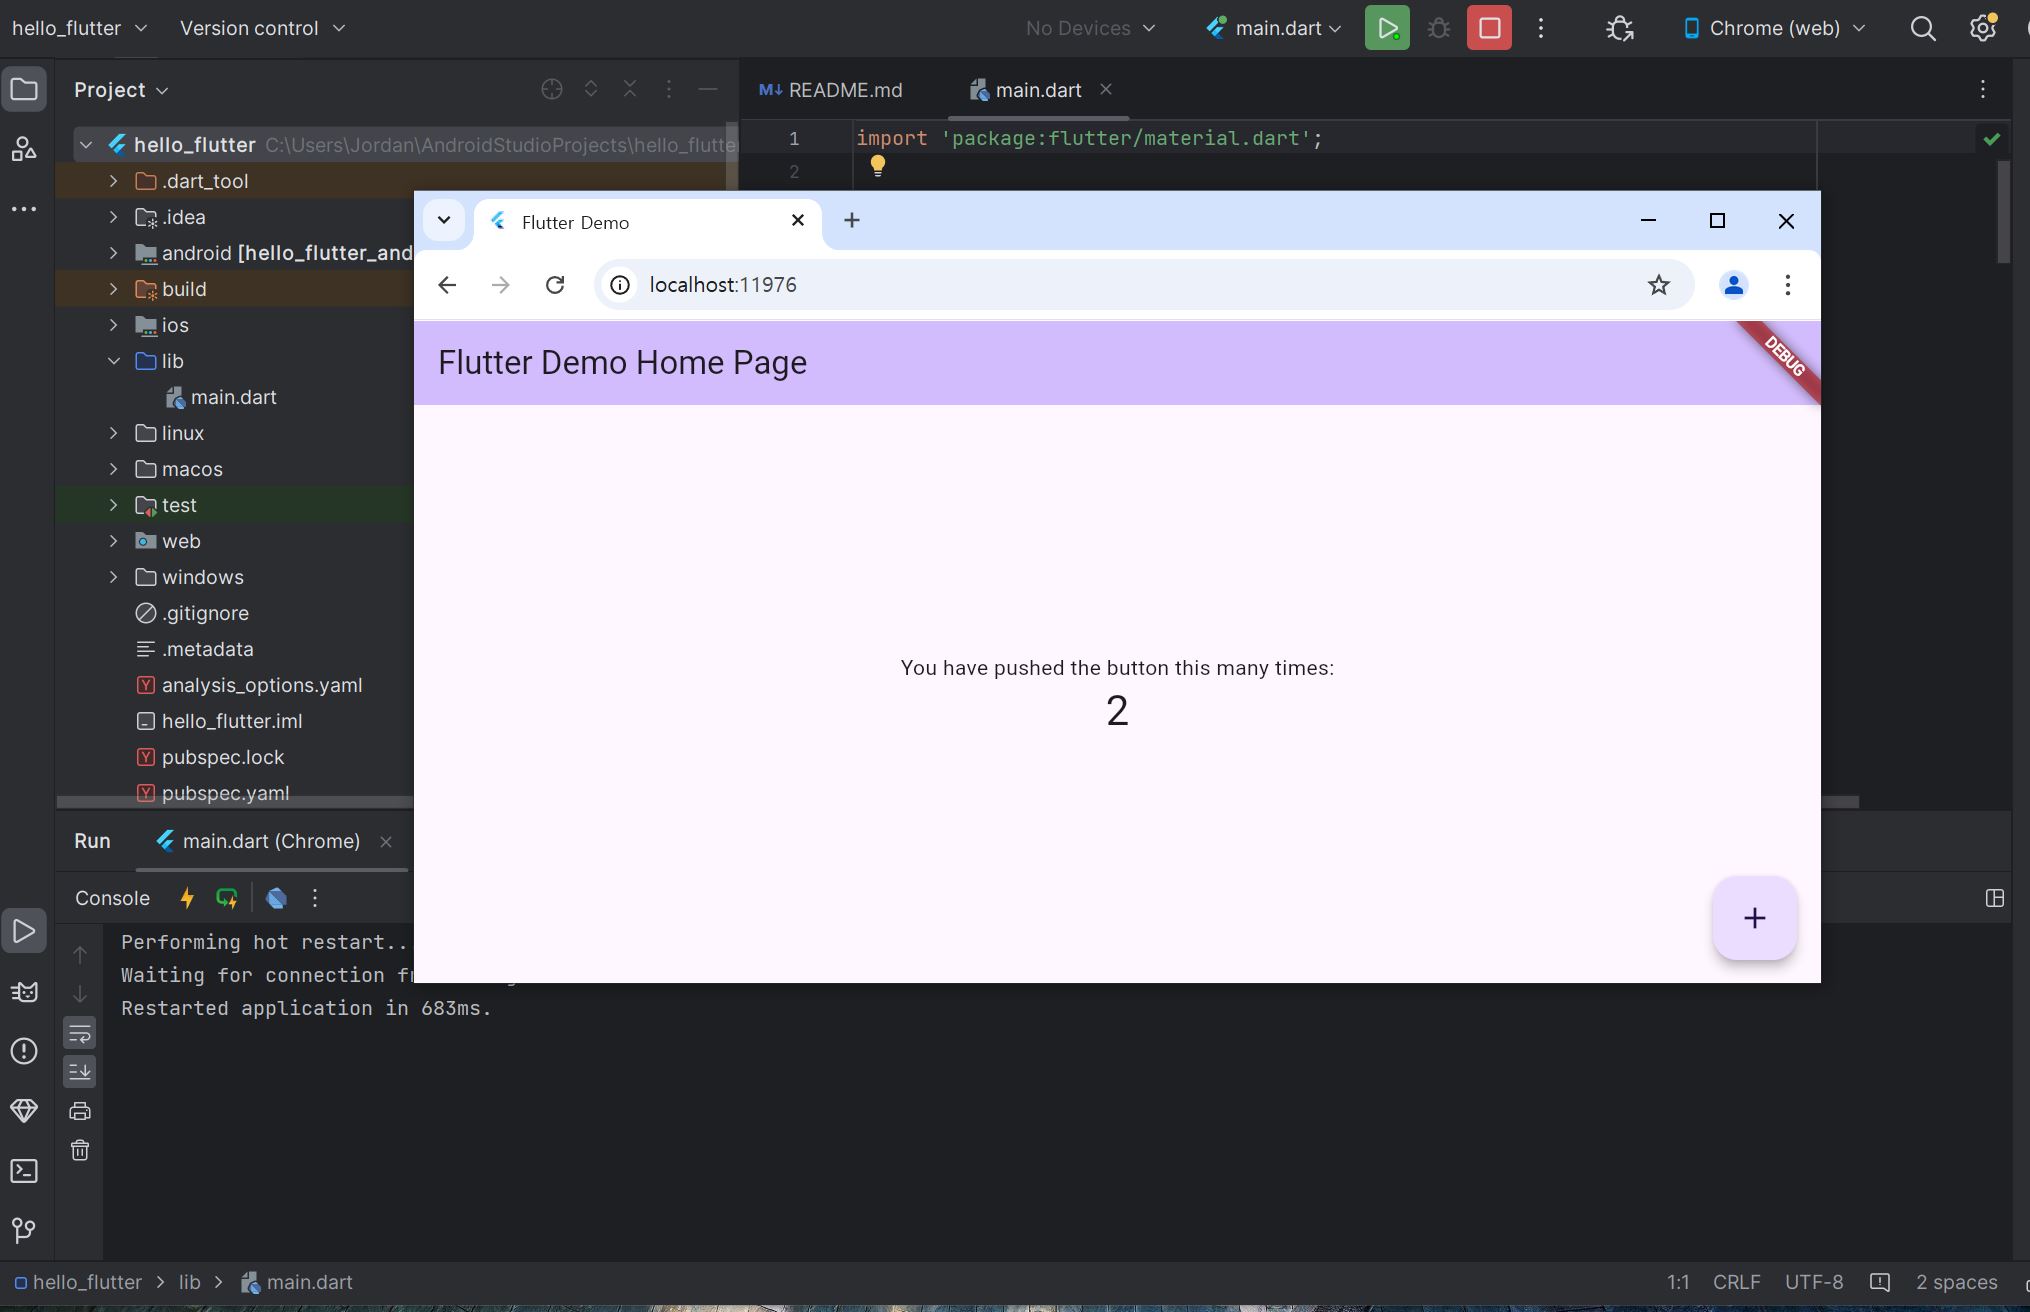 hello_flutter
Version control
No Devices
main.dart
Chrome (web)
Project
M↓ README.md
main.dart
hello_flutter C:\Users\Jordan\AndroidStudioProjects\hello_flutte
1 import 'package:flutter/material.dart';
2
.dart_tool
.idea
android [hello_flutter_and
build
ios
lib
main.dart
linux
macos
test
web
windows
.gitignore
.metadata
analysis_options.yaml
hello_flutter.iml
pubspec.lock
pubspec.yaml
Flutter Demo
localhost:11976
Flutter Demo Home Page
DEBUG
You have pushed the button this many times:
2
+
Run
main.dart (Chrome)
Console
Performing hot restart..
Waiting for connection
Restarted application in 683ms.
hello_flutter > lib > main.dart
1:1 CRLF UTF-8 2 spaces